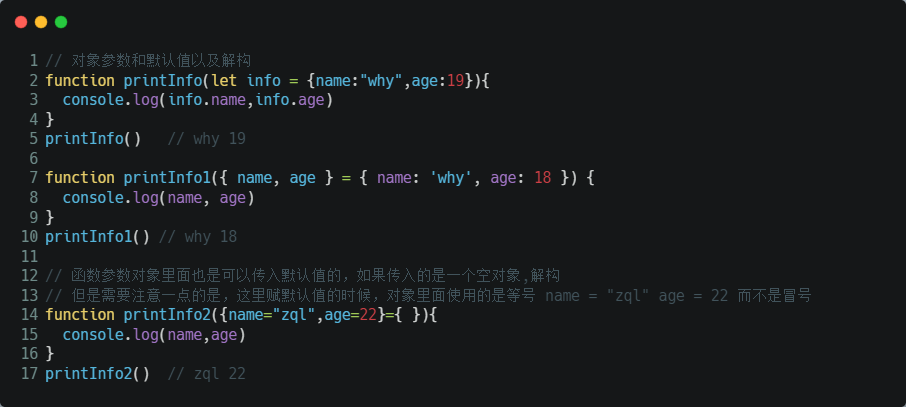 1 // 对象参数和默认值以及解构
2 function printInfo(let info = {name:"why",age:19}){
3   console.log(info.name,info.age)
4 }
5 printInfo()   // why 19
6
7 function printInfo1({ name, age } = { name: 'why', age: 18 }) {
8   console.log(name, age)
9 }
10 printInfo1() // why 18
11
12 // 函数参数对象里面也是可以传入默认值的，如果传入的是一个空对象,解构
13 // 但是需要注意一点的是，这里赋默认值的时候，对象里面使用的是等号 name = "zql" age = 22 而不是冒号
14 function printInfo2({name="zql",age=22}={ }){
15   console.log(name,age)
16 }
17 printInfo2()  // zql 22